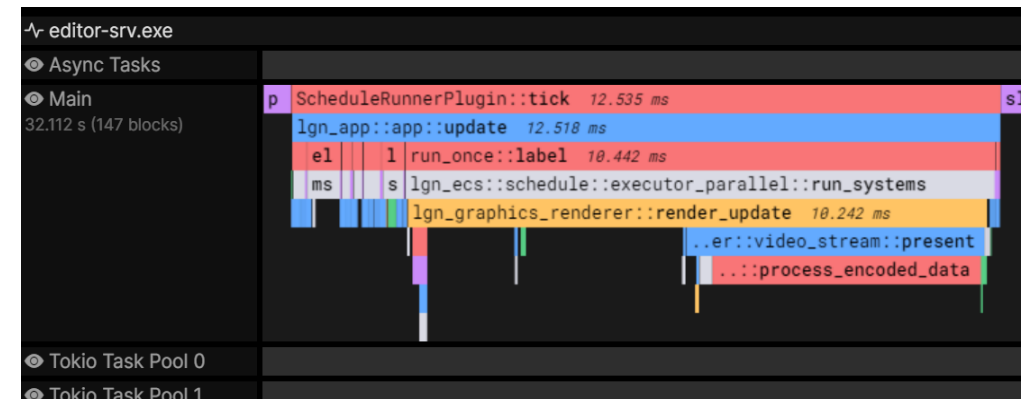 editor-srv.exe
Async Tasks
Main
32.112 s (147 blocks)
p ScheduleRunnerPlugin::tick 12.535 ms sl
lgn_app::app::update 12.518 ms
el l run_once::label 10.442 ms
ms s lgn_ecs::schedule::executor_parallel::run_systems
lgn_graphics_renderer::render_update 10.242 ms
..er::video_stream::present
..::process_encoded_data
Tokio Task Pool 0
Tokio Task Pool 1